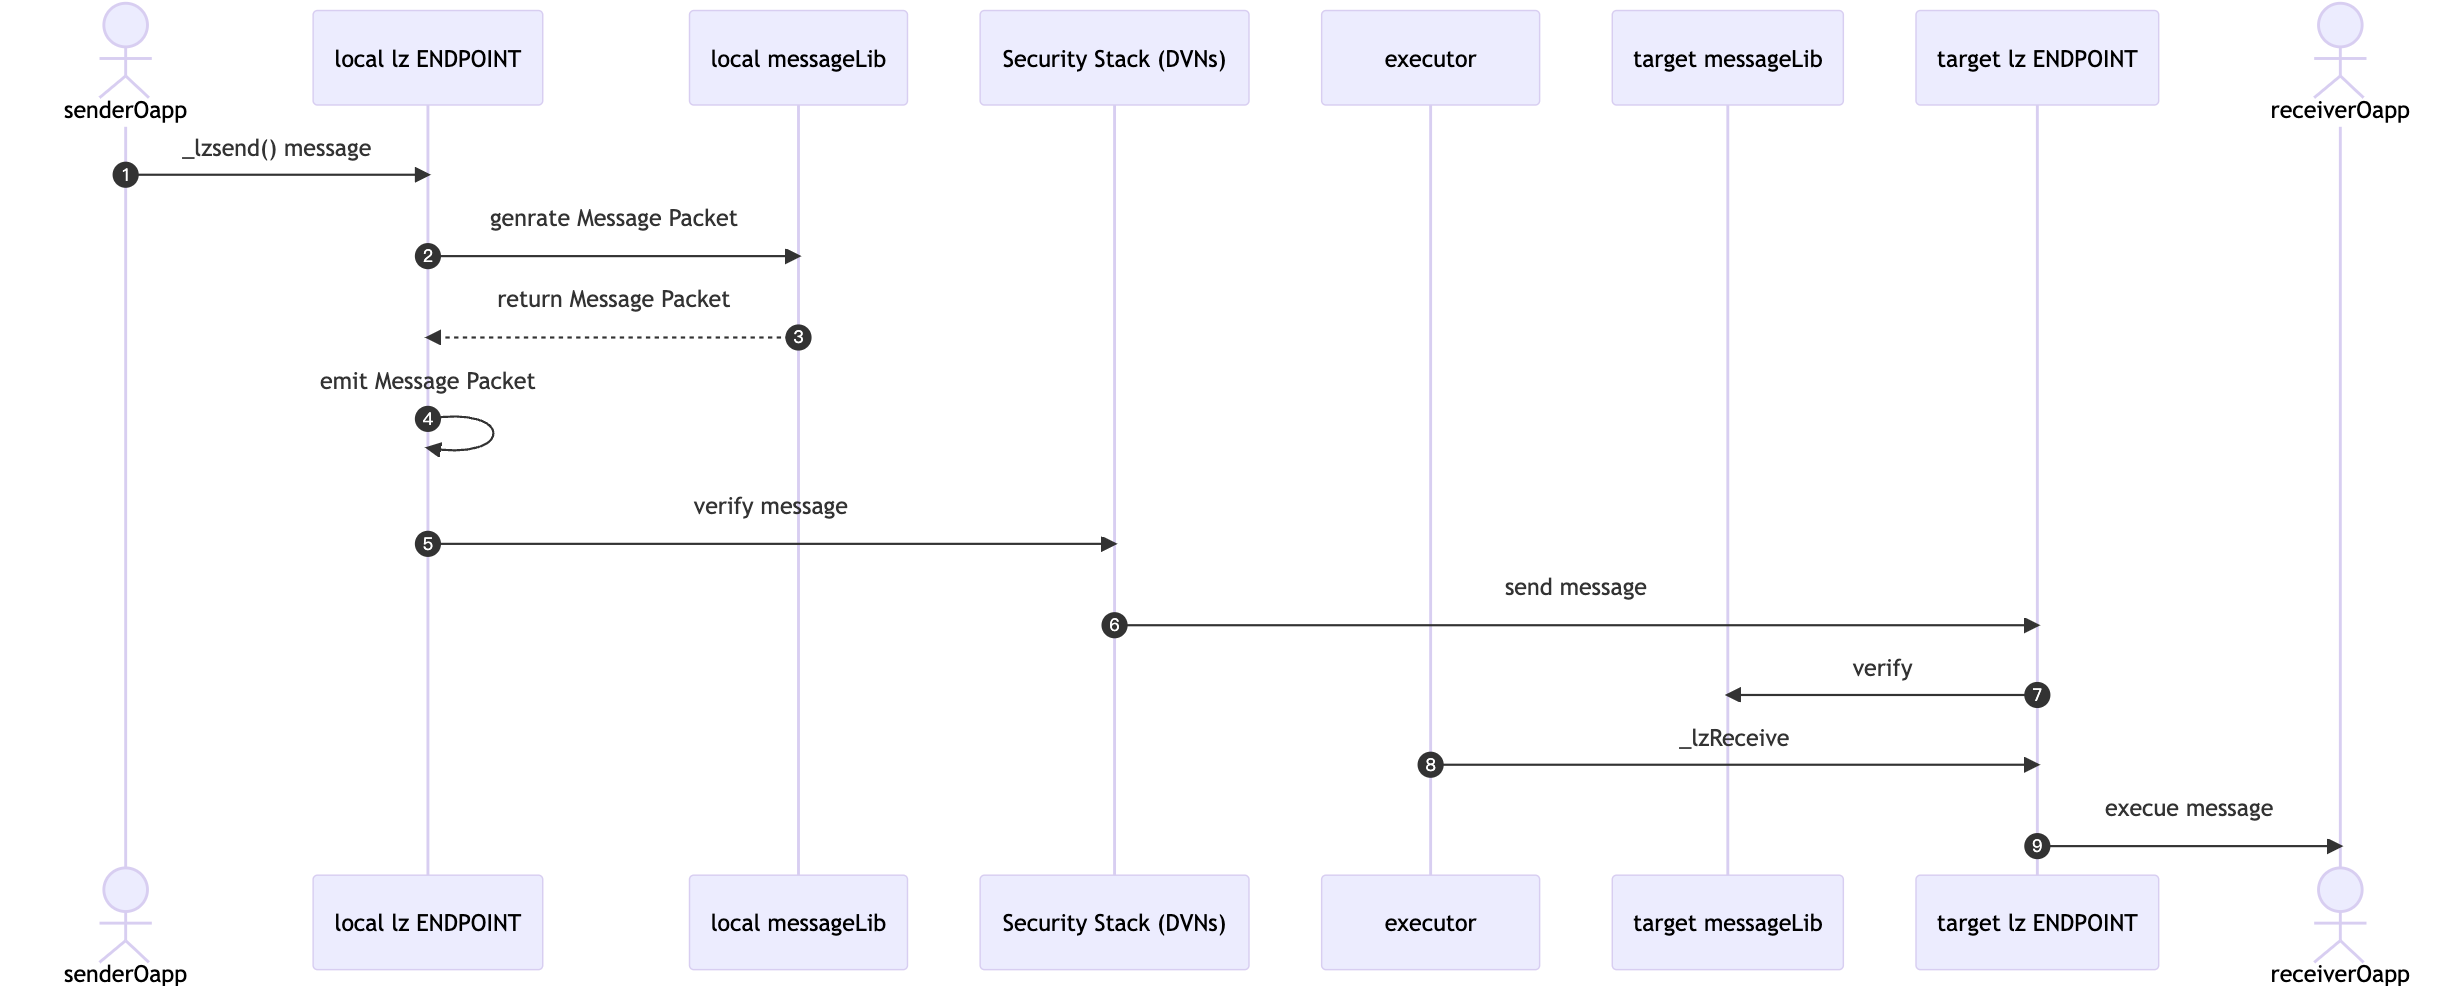 senderOapp
local lz ENDPOINT
local messageLib
Security Stack (DVNs)
executor
target messageLib
target lz ENDPOINT
receiverOapp
_lzsend() message
1
genrate Message Packet
2
return Message Packet
3
emit Message Packet
4
verify message
5
send message
6
verify
7
_lzReceive
8
execue message
9
senderOapp
local lz ENDPOINT
local messageLib
Security Stack (DVNs)
executor
target messageLib
target lz ENDPOINT
receiverOapp